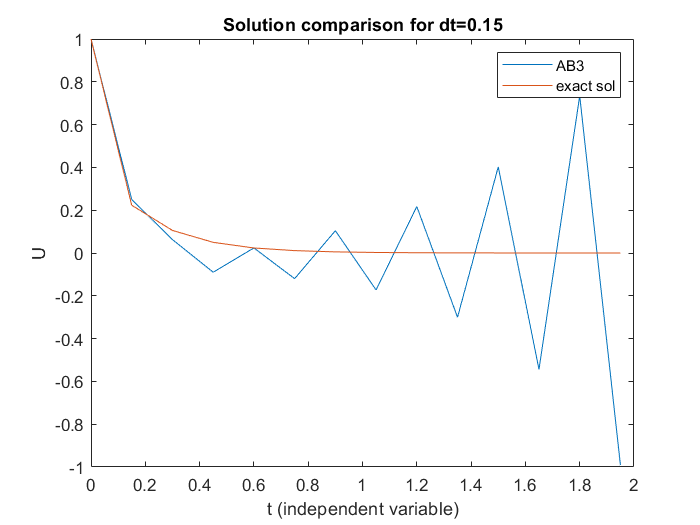 Solution comparison for dt=0.15
AB3
exact sol
U
1
0.8
0.6
0.4
0.2
0
-0.2
-0.4
-0.6
-0.8
-1
0 0.2 0.4 0.6 0.8 1 1.2 1.4 1.6 1.8 2
t (independent variable)